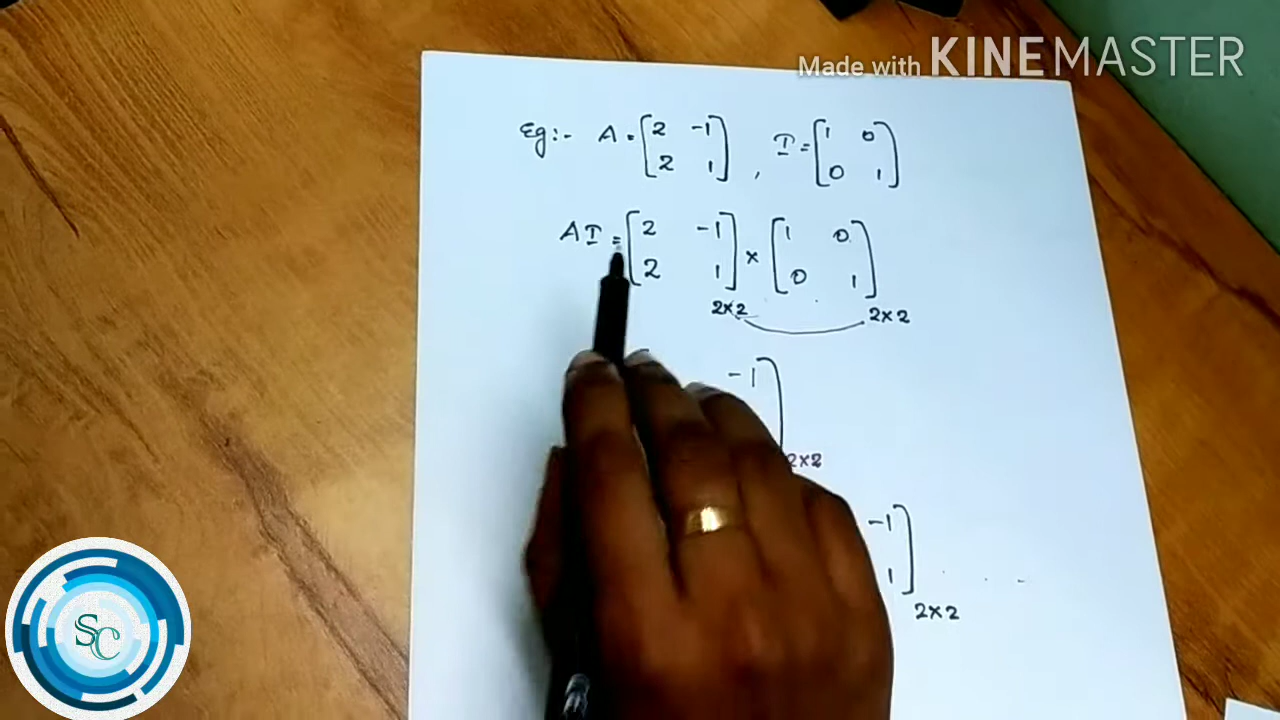 Made with KINEMASTER
Eg:- A = [2 -1
2 1] , I = [1 0
0 1]
AI = [2 -1
2 1] 2×2 × [1 0
0 1] 2×2
-1
] 2×2
-1
1] 2×2
SC